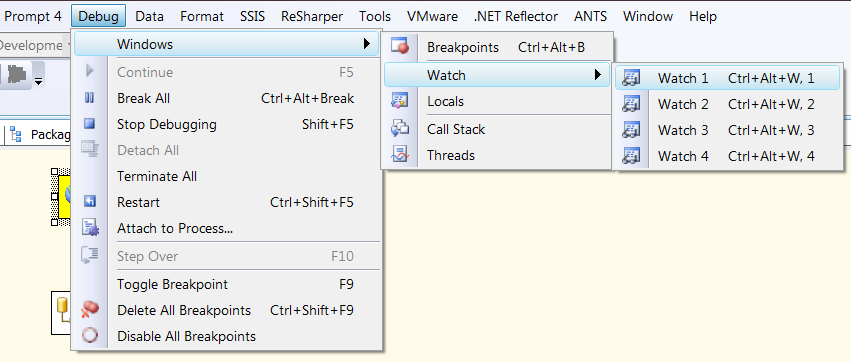 Prompt 4 Debug Data Format SSIS ReSharper Tools VMware .NET Reflector ANTS Window Help
Developme
Windows
Continue F5
Break All Ctrl+Alt+Break
Stop Debugging Shift+F5
Detach All
Terminate All
Restart Ctrl+Shift+F5
Attach to Process...
Step Over F10
Toggle Breakpoint F9
Delete All Breakpoints Ctrl+Shift+F9
Disable All Breakpoints
Breakpoints Ctrl+Alt+B
Watch
Locals
Call Stack
Threads
Watch 1 Ctrl+Alt+W, 1
Watch 2 Ctrl+Alt+W, 2
Watch 3 Ctrl+Alt+W, 3
Watch 4 Ctrl+Alt+W, 4
Packag